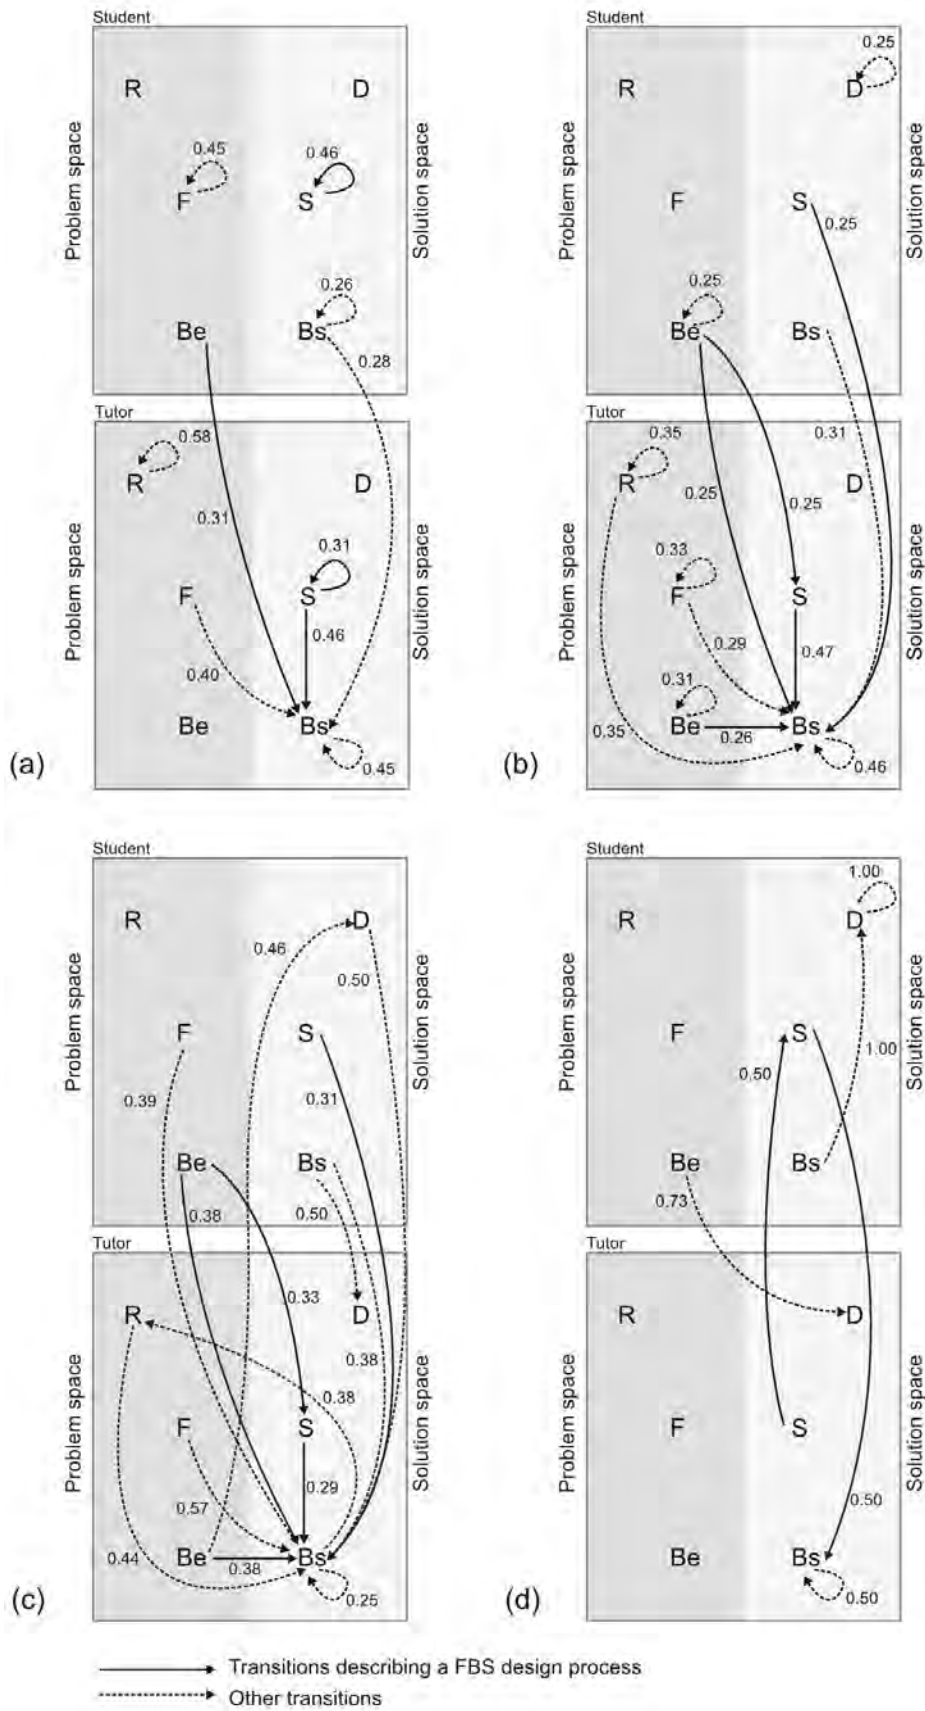 Student
Student
0.25
R
D
R
D
0.45
0.46
Problem space
F
S
Solution space
Problem space
F
S
Solution space
0.25
0.26
0.25
Be
Bs
Be
Bs
0.28
Tutor
Tutor
0.58
0.35
0.31
R
D
R
D
0.31
0.25
0.25
0.31
0.33
Problem space
F
S
Solution space
Problem space
F
S
Solution space
0.46
0.29
0.47
0.40
0.31
Be
Bs
Be
Bs
0.35
0.26
(a)
0.45
(b)
0.46
Student
Student
1.00
R
D
R
D
0.46
0.50
Problem space
F
S
Solution space
Problem space
F
S
Solution space
1.00
0.50
0.39
0.31
Be
Bs
Be
Bs
0.73
0.38
0.50
Tutor
Tutor
0.33
R
D
R
D
0.38
0.38
Problem space
F
S
Solution space
Problem space
F
S
Solution space
0.29
0.57
0.50
0.44
Be
0.38
Bs
Be
Bs
(c)
0.25
(d)
0.50
Transitions describing a FBS design process
Other transitions